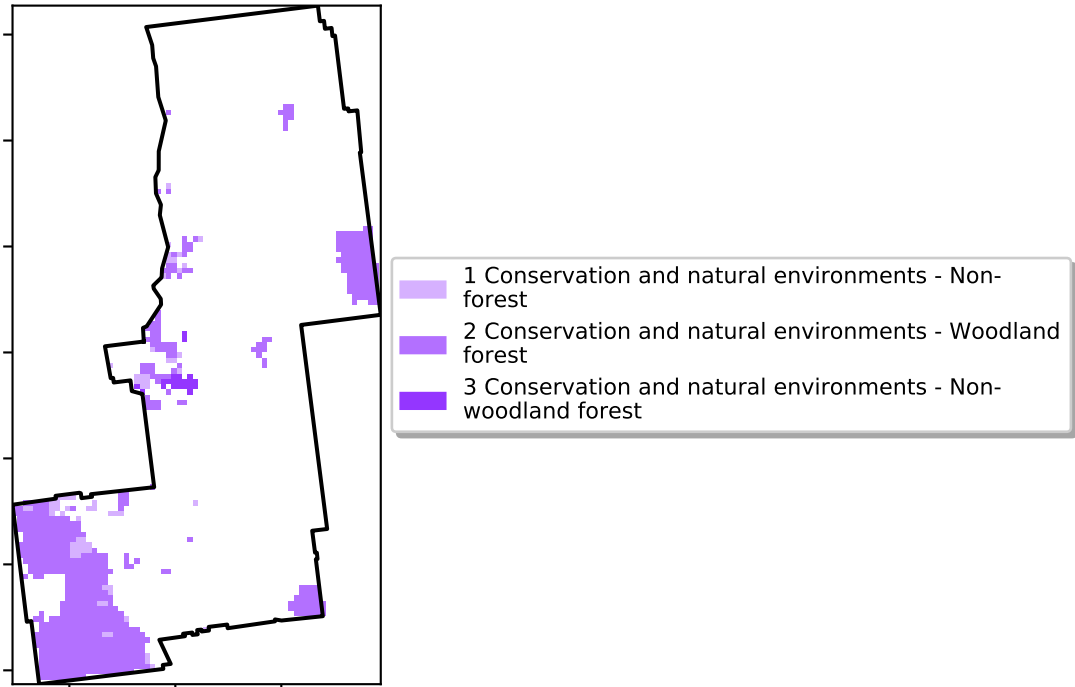 1 Conservation and natural environments - Non-
forest
2 Conservation and natural environments - Woodland
forest
3 Conservation and natural environments - Non-
woodland forest